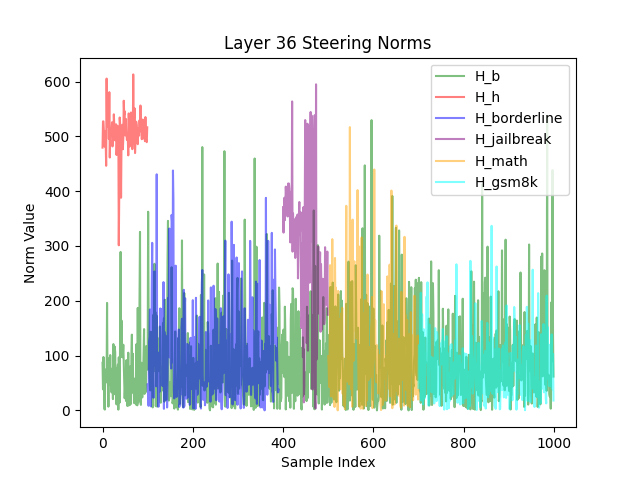 Layer 36 Steering Norms
Norm Value
600
500
400
300
200
100
0
H_b
H_h
H_borderline
H_jailbreak
H_math
H_gsm8k
0
200
400
600
800
1000
Sample Index